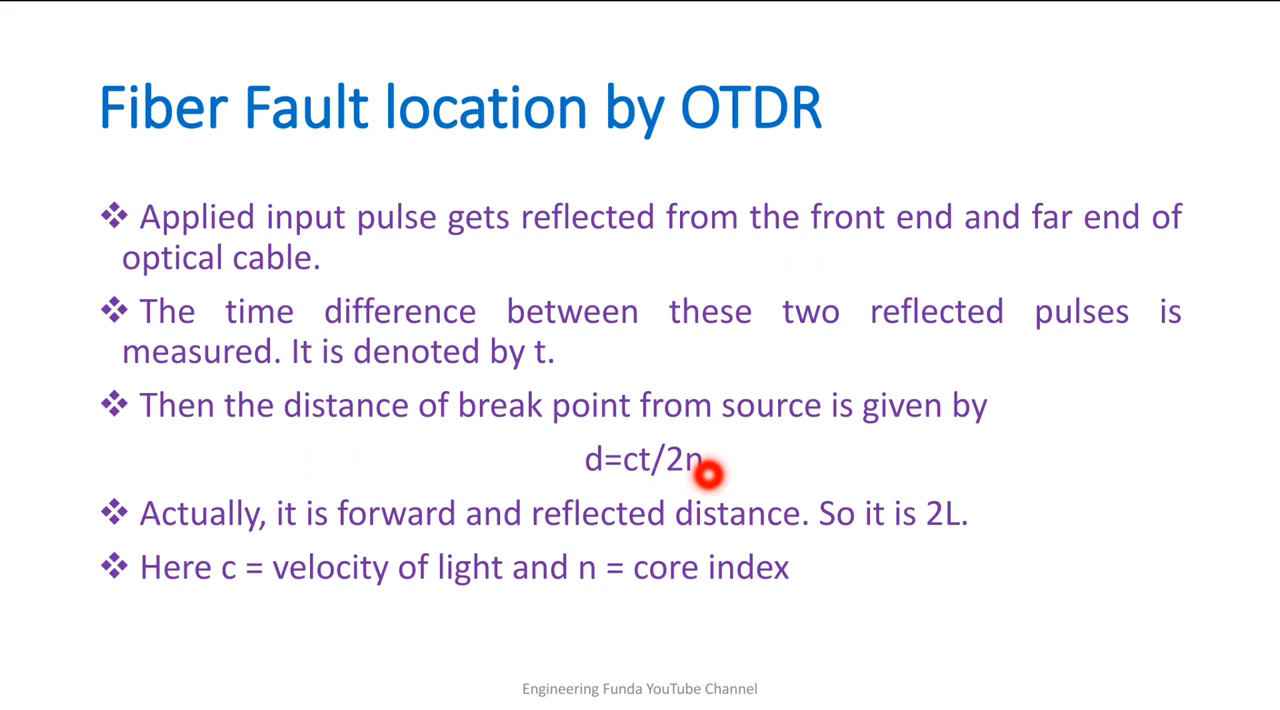 Fiber Fault location by OTDR
❖ Applied input pulse gets reflected from the front end and far end of
optical cable.
❖ The time difference between these two reflected pulses is
measured. It is denoted by t.
❖ Then the distance of break point from source is given by
d=ct/2n
❖ Actually, it is forward and reflected distance. So it is 2L.
❖ Here c = velocity of light and n = core index
Engineering Funda YouTube Channel